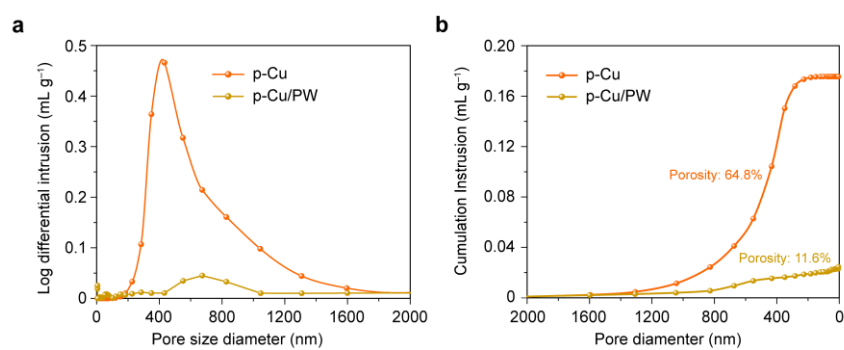 a
Log differential intrusion (mL g⁻¹)
0.5
0.4
0.3
0.2
0.1
0
p-Cu
p-Cu/PW
0 400 800 1200 1600 2000
Pore size diameter (nm)
b
Cumulation Instrusion (mL g⁻¹)
0.20
0.16
0.12
0.08
0.04
0
p-Cu
p-Cu/PW
Porosity: 64.8%
Porosity: 11.6%
2000 1600 1200 800 400 0
Pore diamenter (nm)